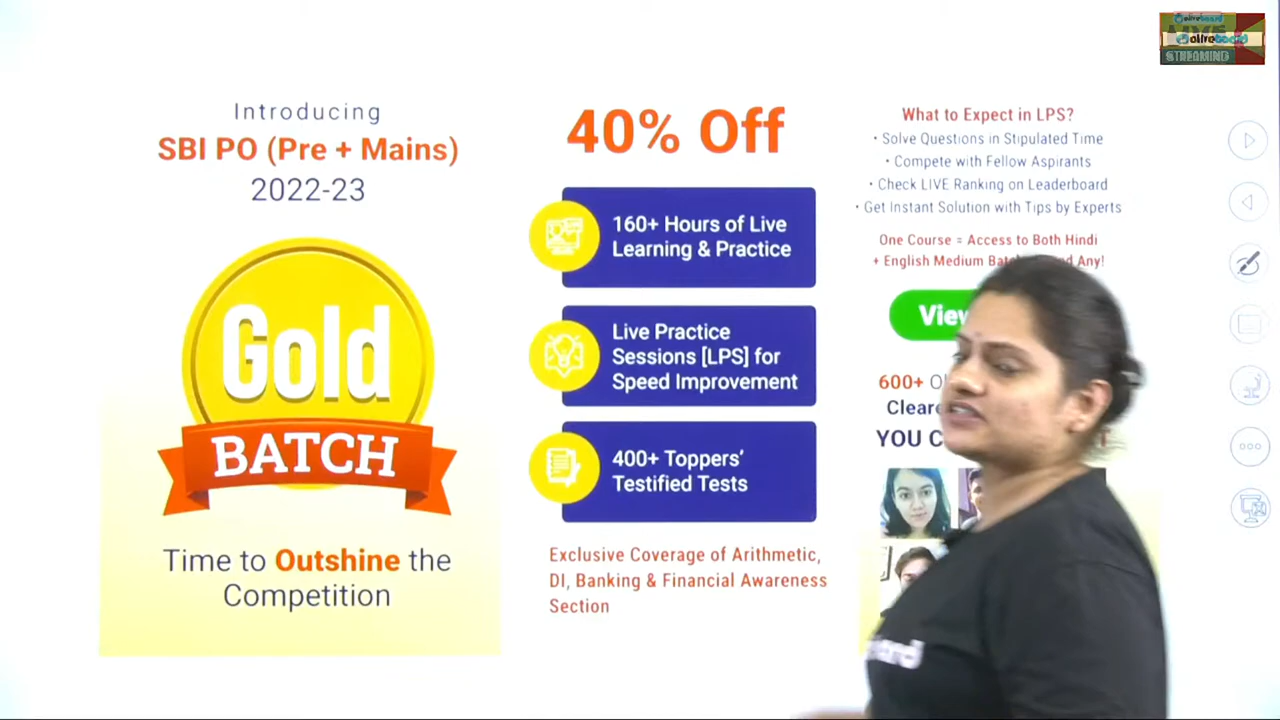 Introducing
SBI PO (Pre + Mains)
2022-23
Gold
BATCH
Time to Outshine the
Competition
40% Off
160+ Hours of Live
Learning & Practice
Live Practice
Sessions [LPS] for
Speed Improvement
400+ Toppers’
Testified Tests
Exclusive Coverage of Arithmetic,
DI, Banking & Financial Awareness
Section
What to Expect in LPS?
• Solve Questions in Stipulated Time
• Compete with Fellow Aspirants
• Check LIVE Ranking on Leaderboard
• Get Instant Solution with Tips by Experts
One Course = Access to Both Hindi
+ English Medium
600+
YOU
oliveboard
oliveboard
STREAMING